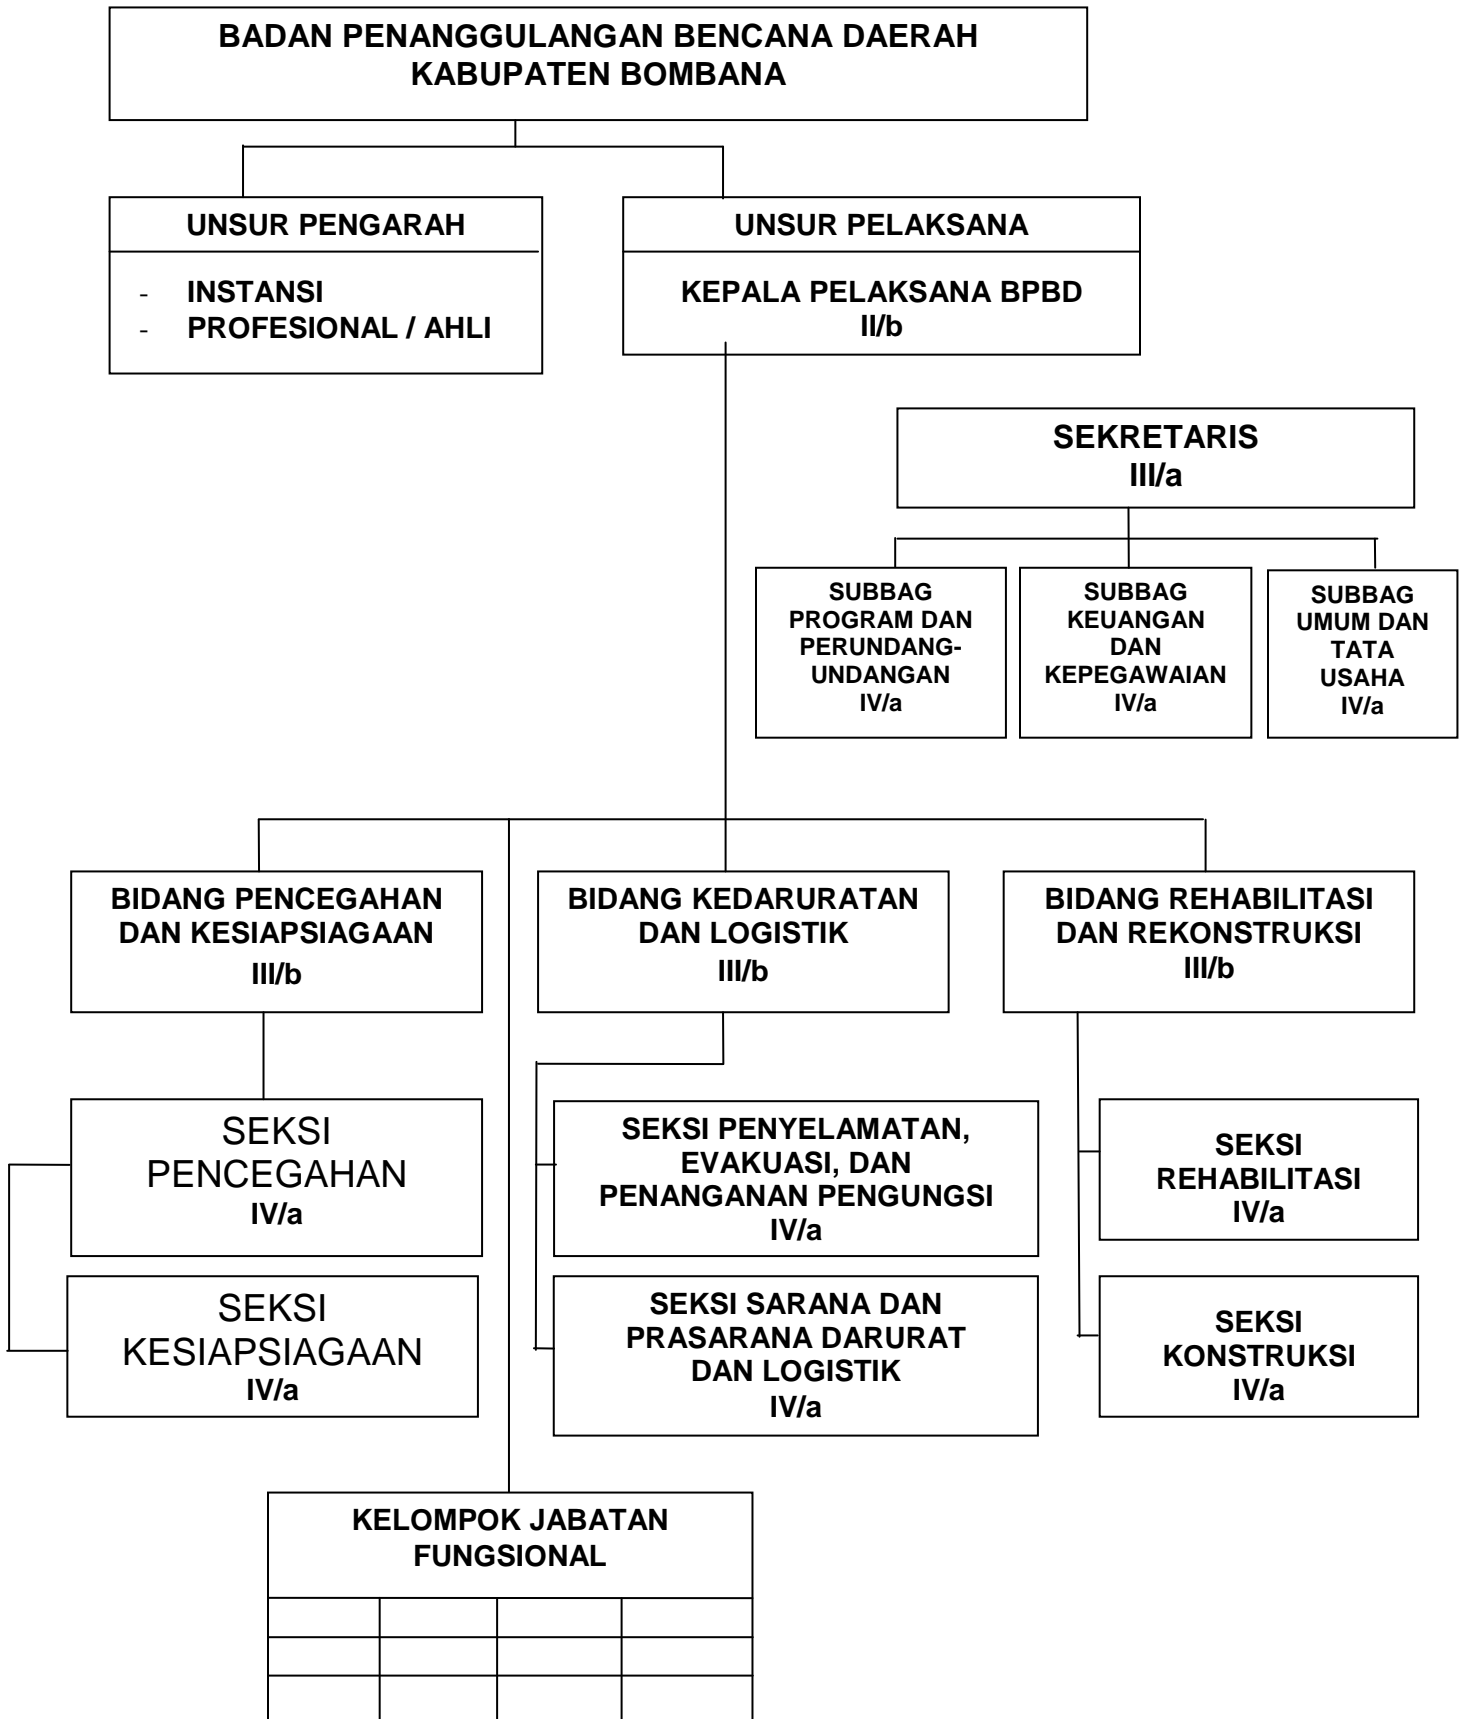 BADAN PENANGGULANGAN BENCANA DAERAH
KABUPATEN BOMBANA
UNSUR PENGARAH
- INSTANSI
- PROFESIONAL / AHLI
UNSUR PELAKSANA
KEPALA PELAKSANA BPBD
II/b
SEKRETARIS
III/a
SUBBAG
PROGRAM DAN
PERUNDANG-
UNDANGAN
IV/a
SUBBAG
KEUANGAN
DAN
KEPEGAWAIAN
IV/a
SUBBAG
UMUM DAN
TATA
USAHA
IV/a
BIDANG PENCEGAHAN
DAN KESIAPSIAGAAN
III/b
BIDANG KEDARURATAN
DAN LOGISTIK
III/b
BIDANG REHABILITASI
DAN REKONSTRUKSI
III/b
SEKSI
PENCEGAHAN
IV/a
SEKSI PENYELAMATAN,
EVAKUASI, DAN
PENANGANAN PENGUNGSI
IV/a
SEKSI
REHABILITASI
IV/a
SEKSI
KESIAPSIAGAAN
IV/a
SEKSI SARANA DAN
PRASARANA DARURAT
DAN LOGISTIK
IV/a
SEKSI
KONSTRUKSI
IV/a
KELOMPOK JABATAN
FUNGSIONAL